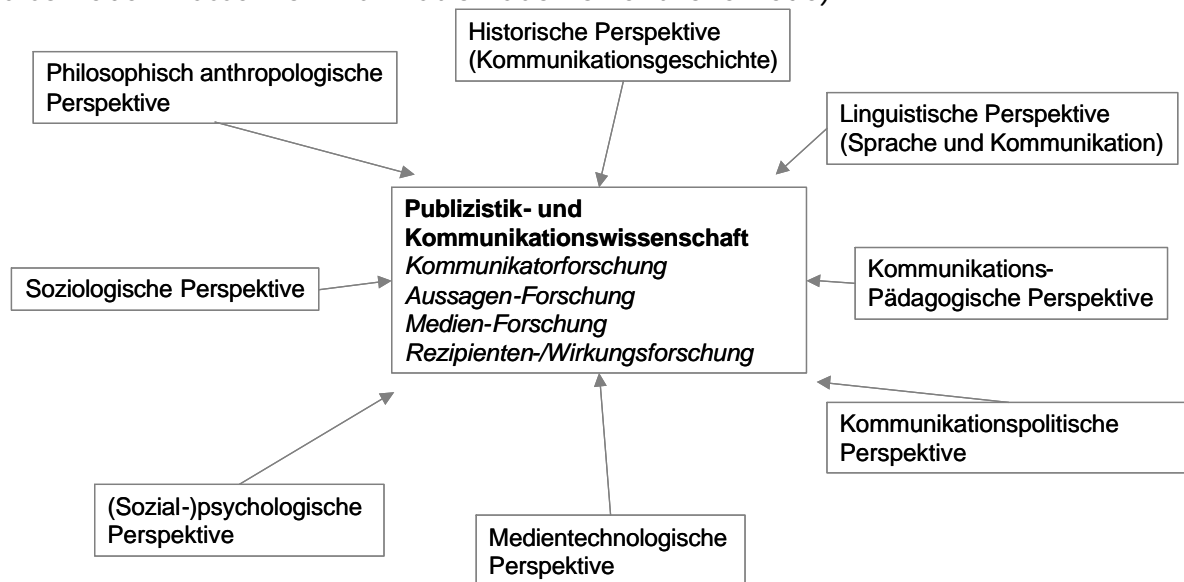 Historische Perspektive
(Kommunikationsgeschichte)
Philosophisch anthropologische
Perspektive
Linguistische Perspektive
(Sprache und Kommunikation)
Publizistik- und
Kommunikationswissenschaft
Kommunikatorforschung
Aussagen-Forschung
Medien-Forschung
Rezipienten-/Wirkungsforschung
Soziologische Perspektive
Kommunikations-
Pädagogische Perspektive
Kommunikationspolitische
Perspektive
(Sozial-)psychologische
Perspektive
Medientechnologische
Perspektive